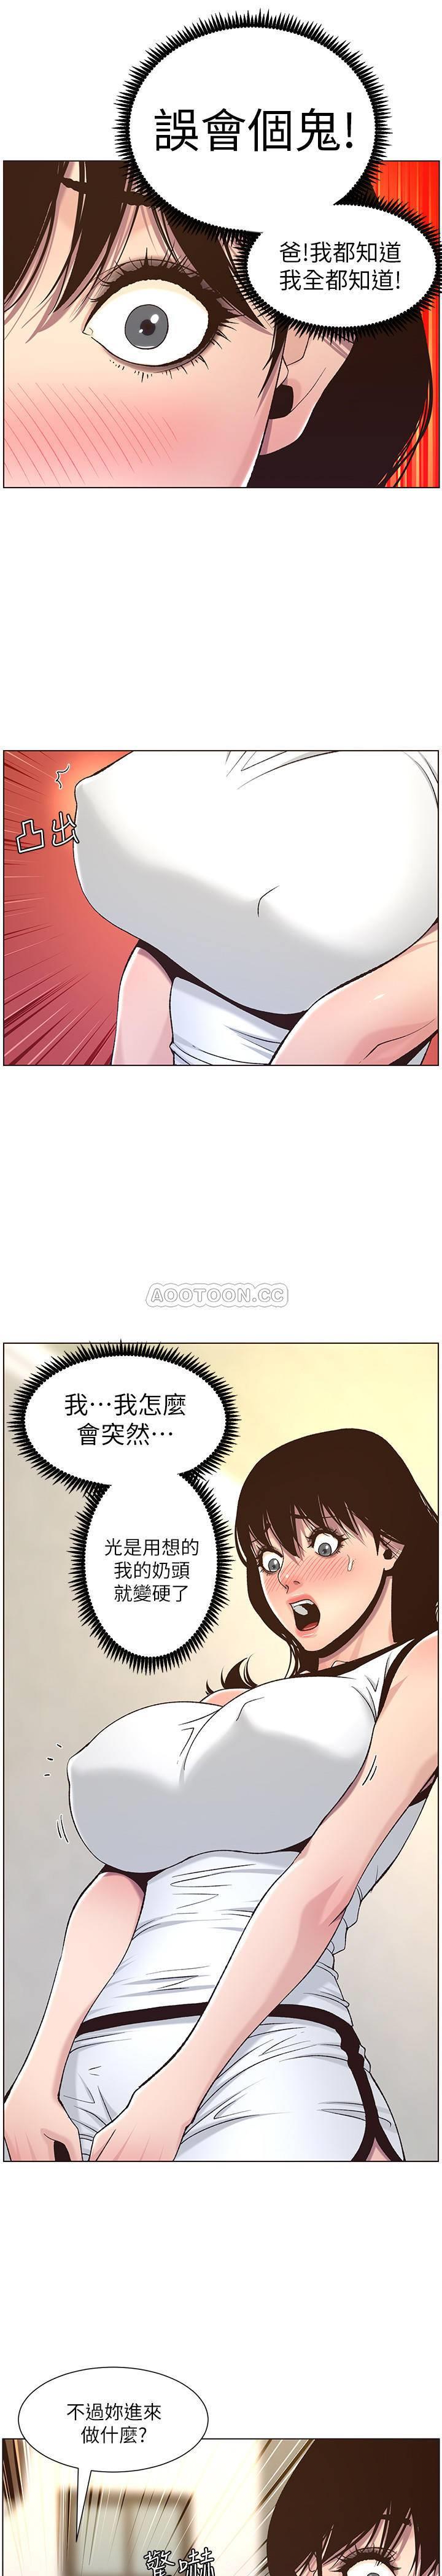 誤會個鬼!
爸!我都知道
我全都知道!
凸出
AOOTOON.CC
我…我怎麼
會突然…
光是用想的
我的奶頭
就變硬了
不過妳進來
做什麼?
驚嚇